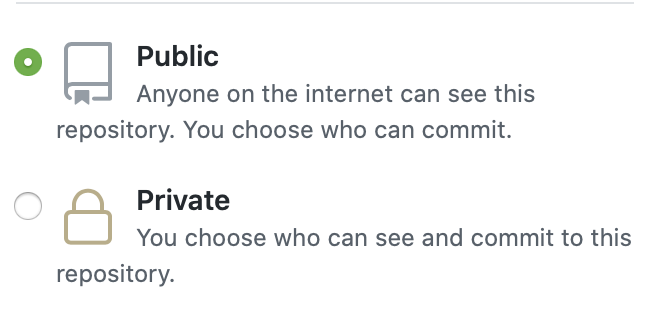 Public
Anyone on the internet can see this
repository. You choose who can commit.
Private
You choose who can see and commit to this
repository.